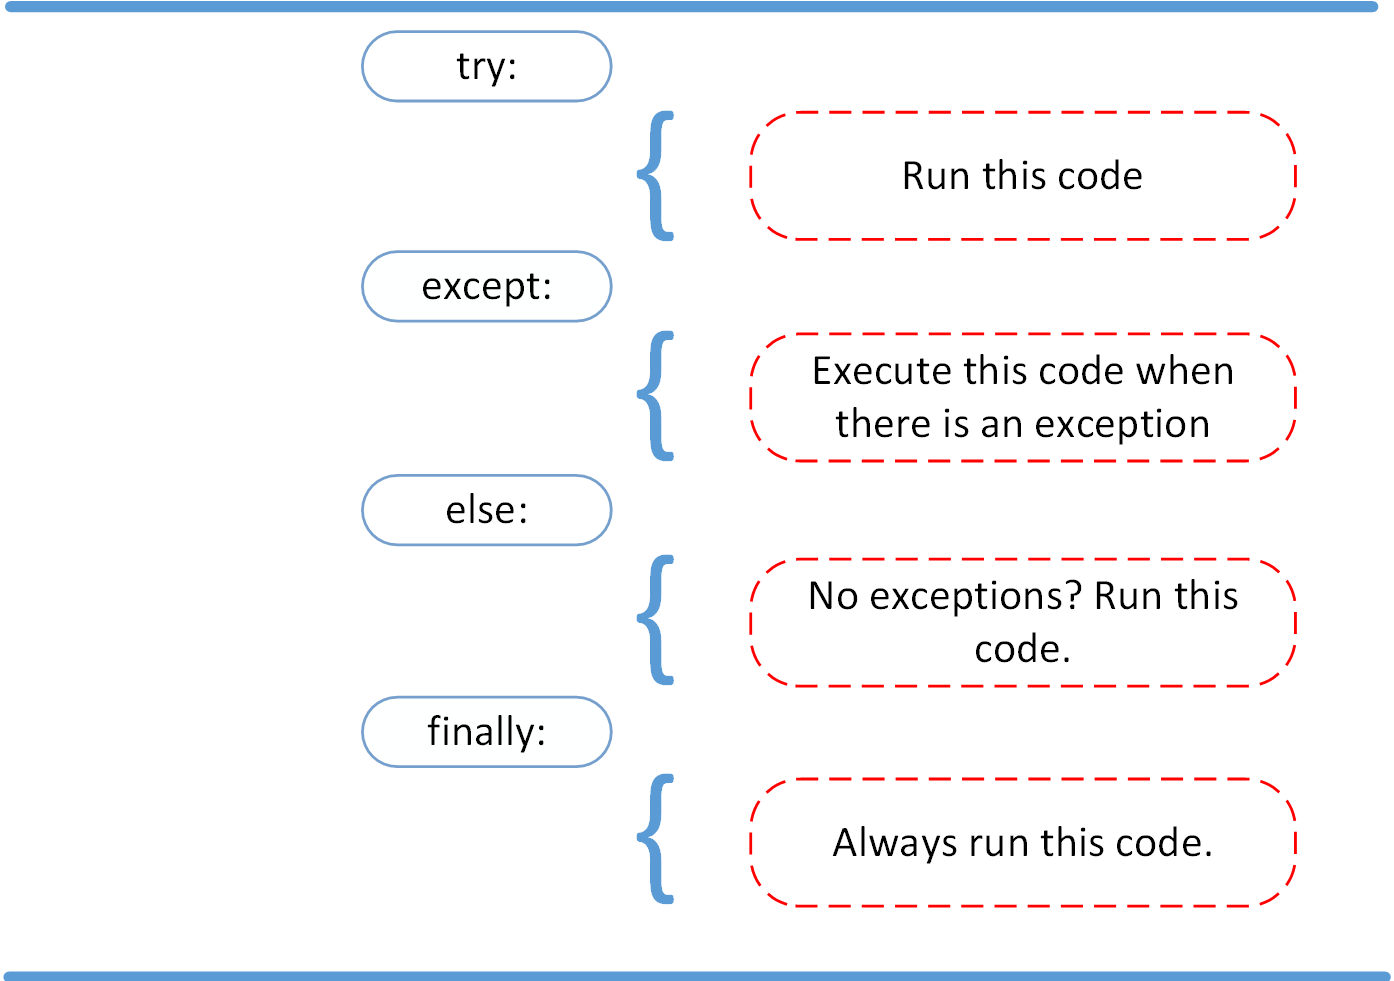 try:
Run this code
except:
Execute this code when
there is an exception
else:
No exceptions? Run this
code.
finally:
Always run this code.